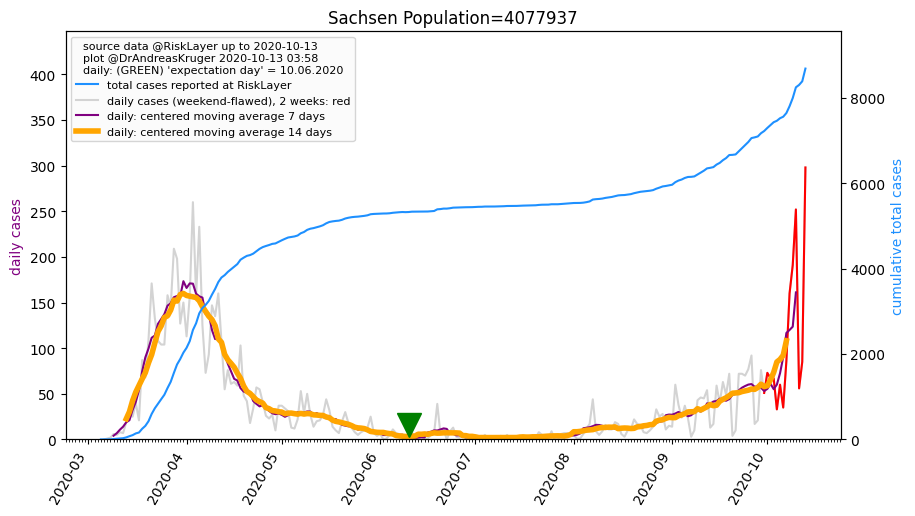 Sachsen Population=4077937
source data @RiskLayer up to 2020-10-13
plot @DrAndreasKruger 2020-10-13 03:58
daily: (GREEN) 'expectation day' = 10.06.2020
total cases reported at RiskLayer
daily cases (weekend-flawed), 2 weeks: red
daily: centered moving average 7 days
daily: centered moving average 14 days
daily cases
400
350
300
250
200
150
100
50
0
cumulative total cases
8000
6000
4000
2000
0
2020-03
2020-04
2020-05
2020-06
2020-07
2020-08
2020-09
2020-10